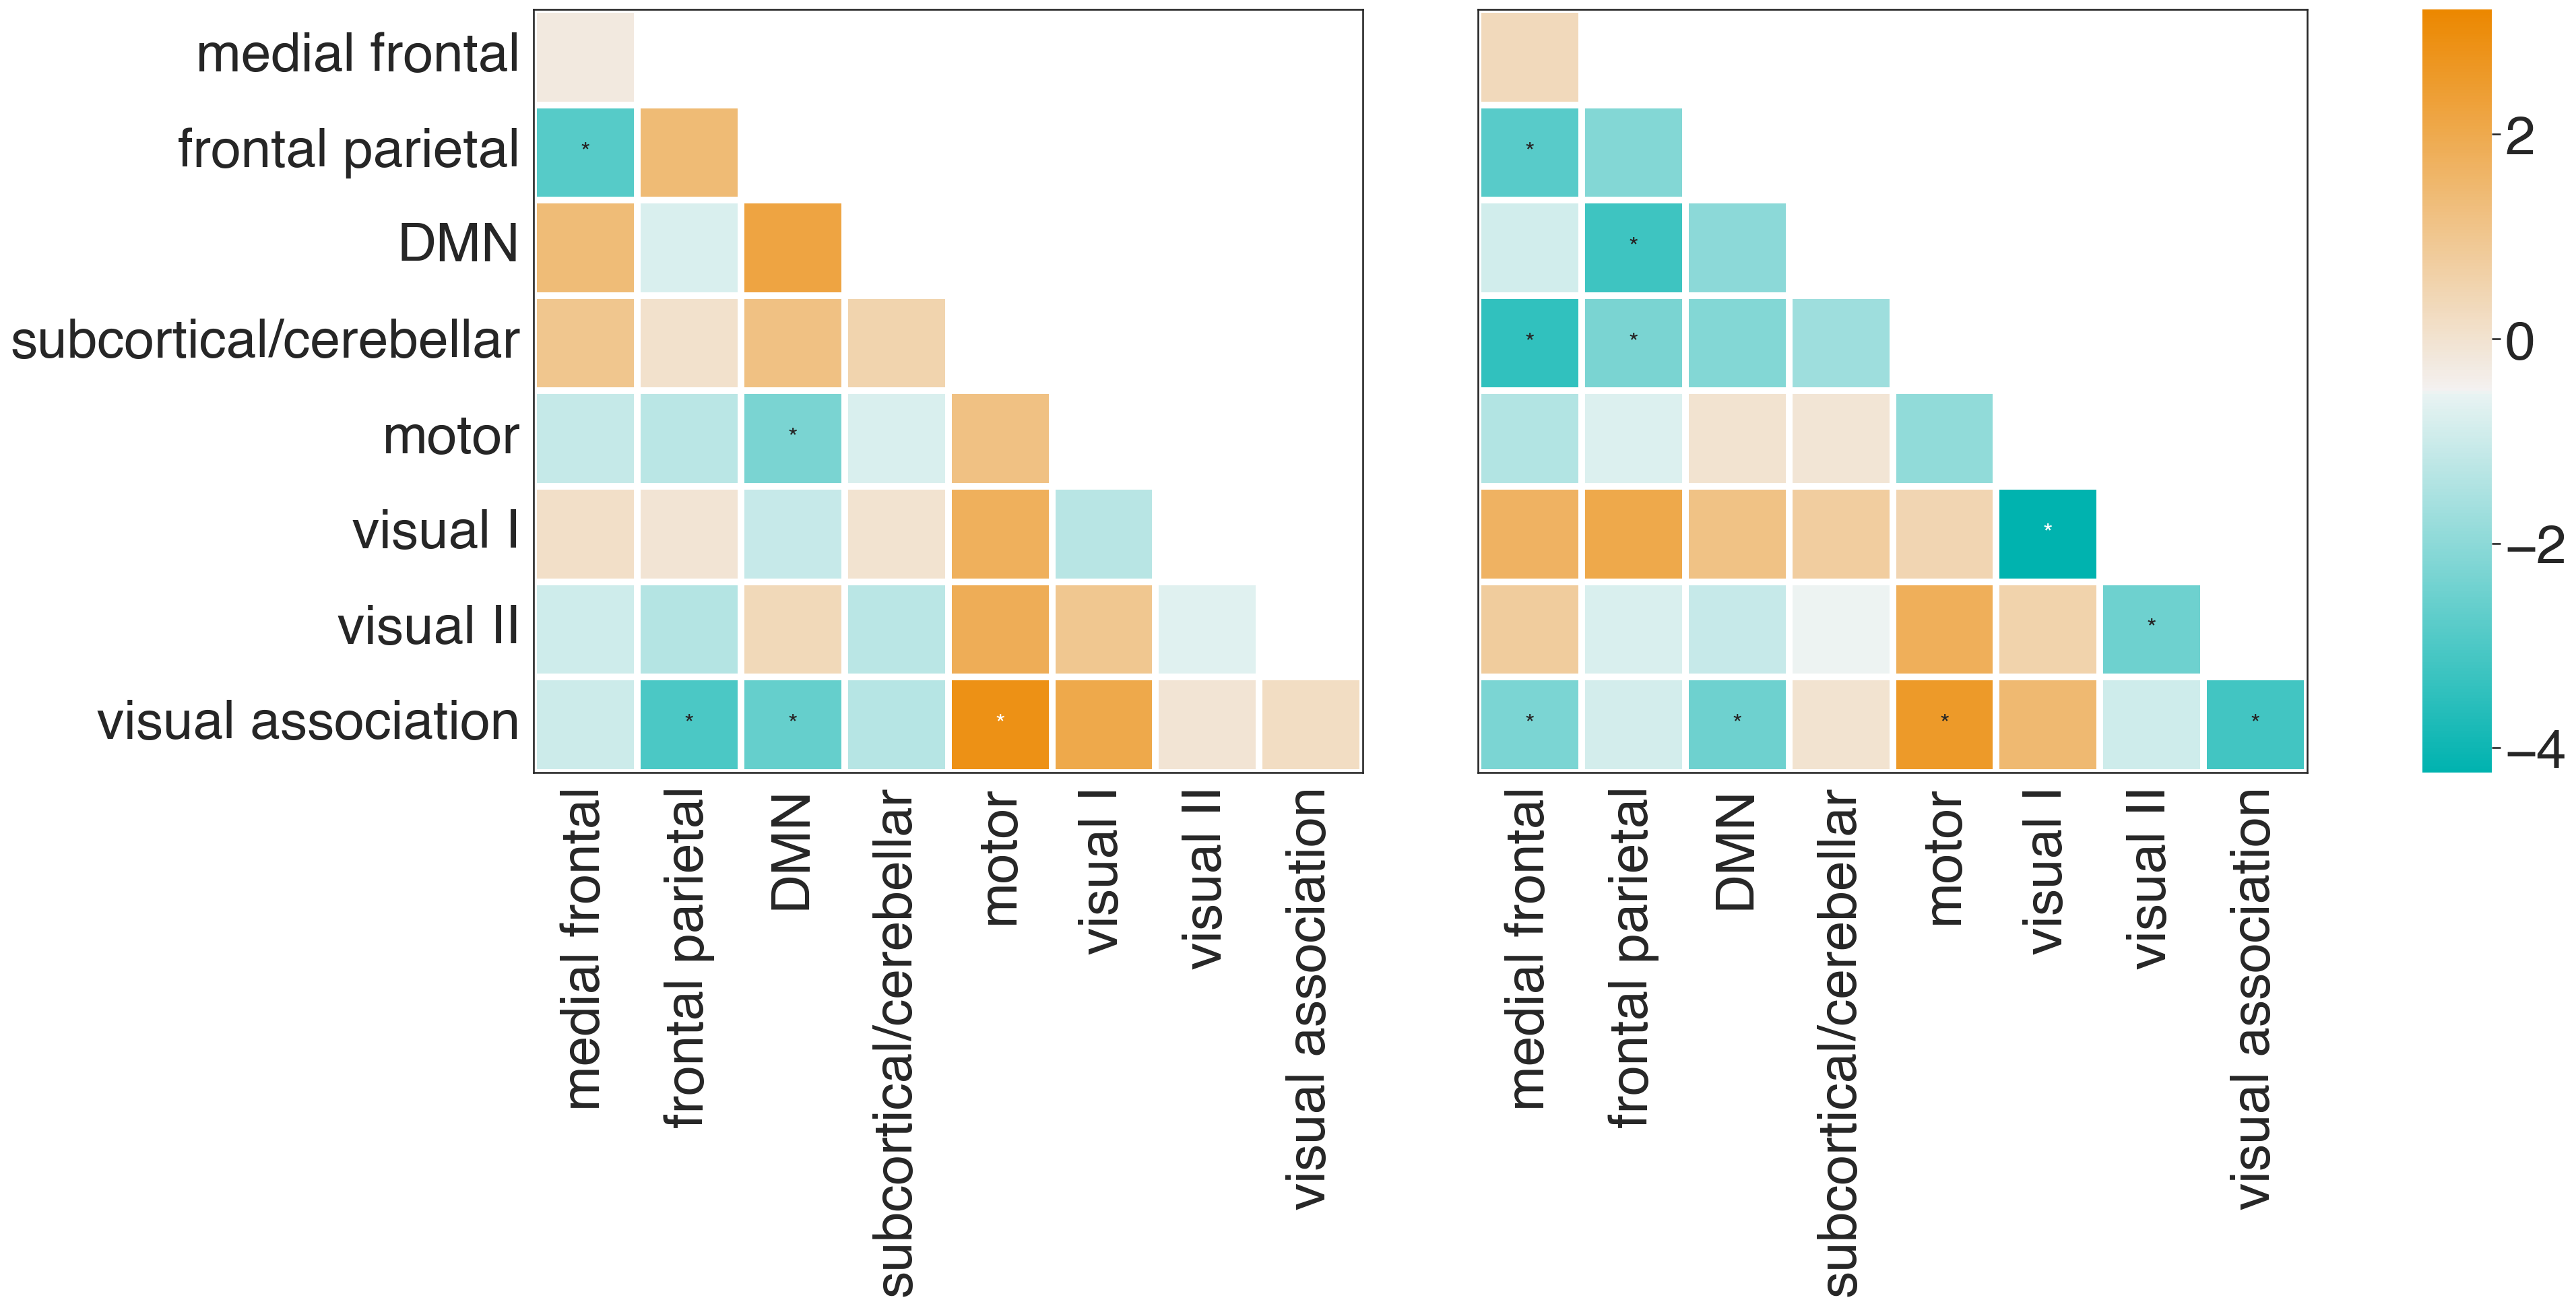 medial frontal
frontal parietal
*
*
DMN
*
subcortical/cerebellar
*
*
motor
*
visual I
*
visual II
*
visual association
*
*
*
*
*
*
*
medial frontal
frontal parietal
DMN
subcortical/cerebellar
motor
visual I
visual II
visual association
medial frontal
frontal parietal
DMN
subcortical/cerebellar
motor
visual I
visual II
visual association
2
0
−2
−4